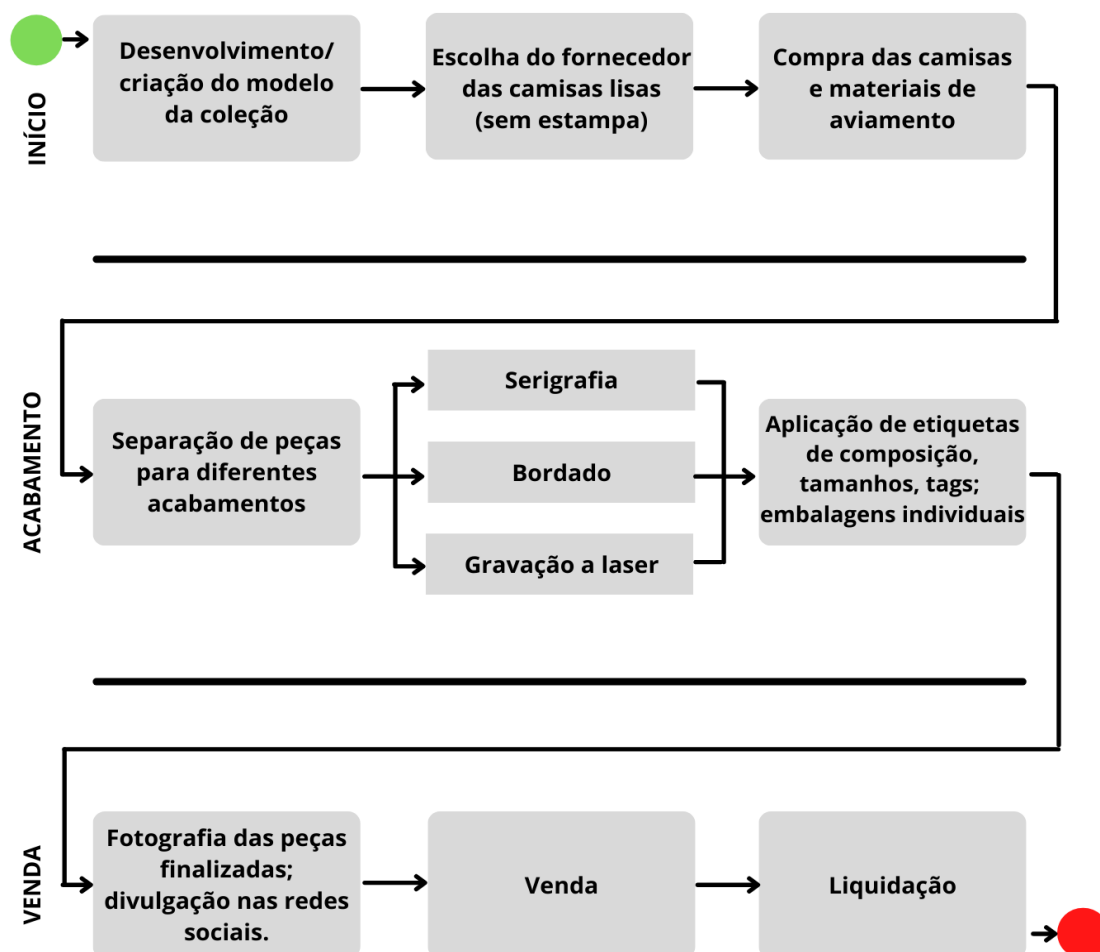 INÍCIO
Desenvolvimento/
criação do modelo
da coleção
Escolha do fornecedor
das camisas lisas
(sem estampa)
Compra das camisas
e materiais de
aviamento
ACABAMENTO
Separação de peças
para diferentes
acabamentos
Serigrafia
Bordado
Gravação a laser
Aplicação de etiquetas
de composição,
tamanhos, tags;
embalagens individuais
VENDA
Fotografia das peças
finalizadas;
divulgação nas redes
sociais.
Venda
Liquidação